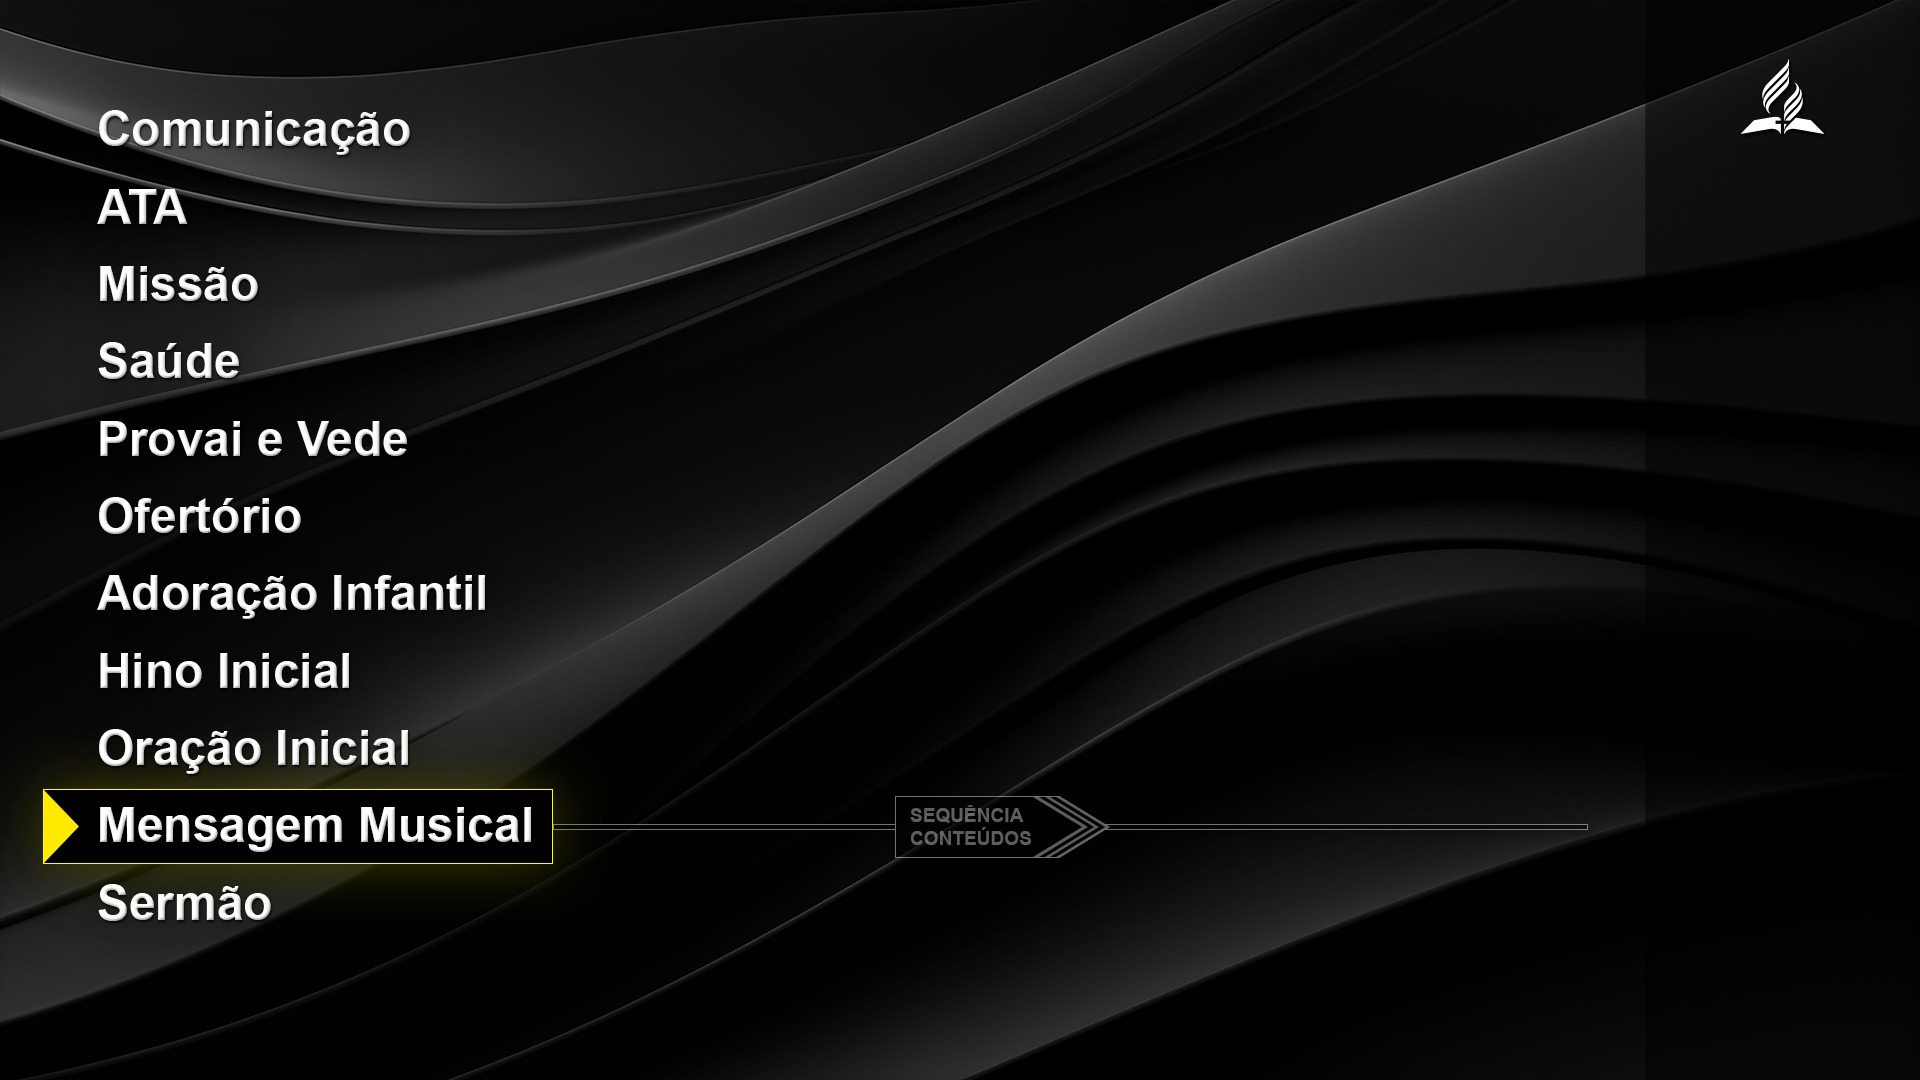 Comunicação
ATA
Missão
Saúde
Provai e Vede
Ofertório
Adoração Infantil
Hino Inicial
Oração Inicial
Mensagem Musical
SEQUÊNCIA
CONTEÚDOS
Sermão